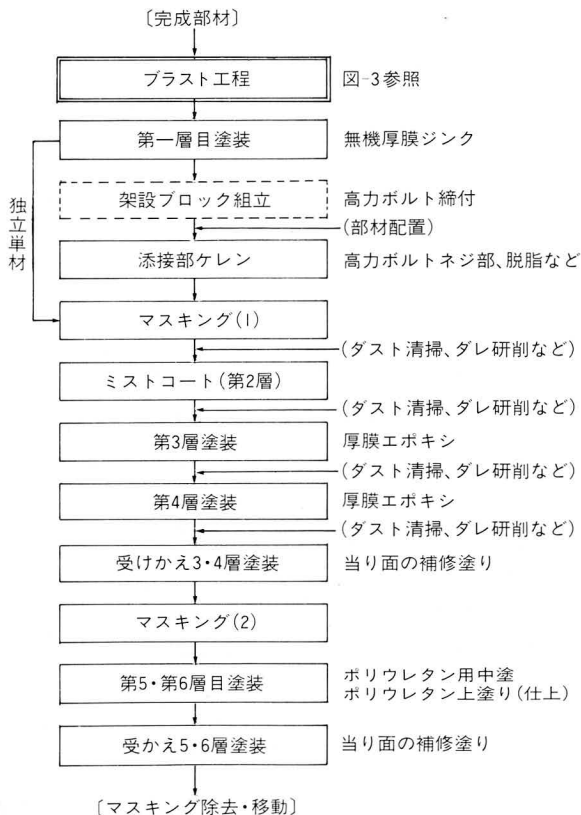 〔完成部材〕
ブラスト工程 図-3参照
第一層目塗装 無機厚膜ジンク
架設ブロック組立 高力ボルト締付
(部材配置)
独立単材
添接部ケレン 高力ボルトネジ部、脱脂など
マスキング(1)
(ダスト清掃、ダレ研削など)
ミストコート(第2層)
(ダスト清掃、ダレ研削など)
第3層塗装 厚膜エポキシ
(ダスト清掃、ダレ研削など)
第4層塗装 厚膜エポキシ
(ダスト清掃、ダレ研削など)
受けかえ3・4層塗装 当り面の補修塗り
マスキング(2)
第5・第6層目塗装 ポリウレタン用中塗
ポリウレタン上塗り(仕上)
受かえ5・6層塗装 当り面の補修塗り
〔マスキング除去・移動〕